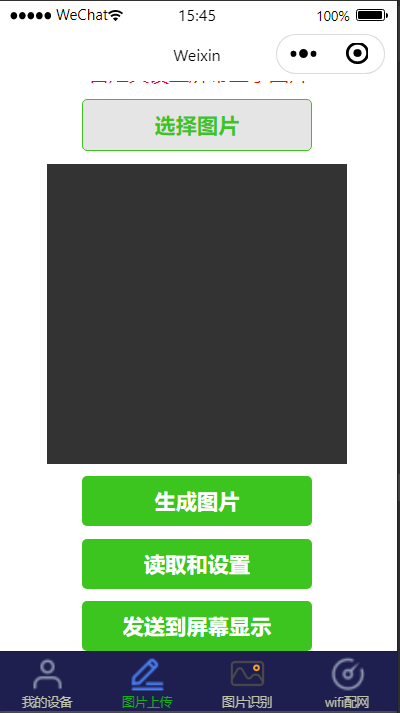 WeChat
15:45
100%
Weixin
选择图片
生成图片
读取和设置
发送到屏幕显示
我的设备
图片上传
图片识别
wifi配网